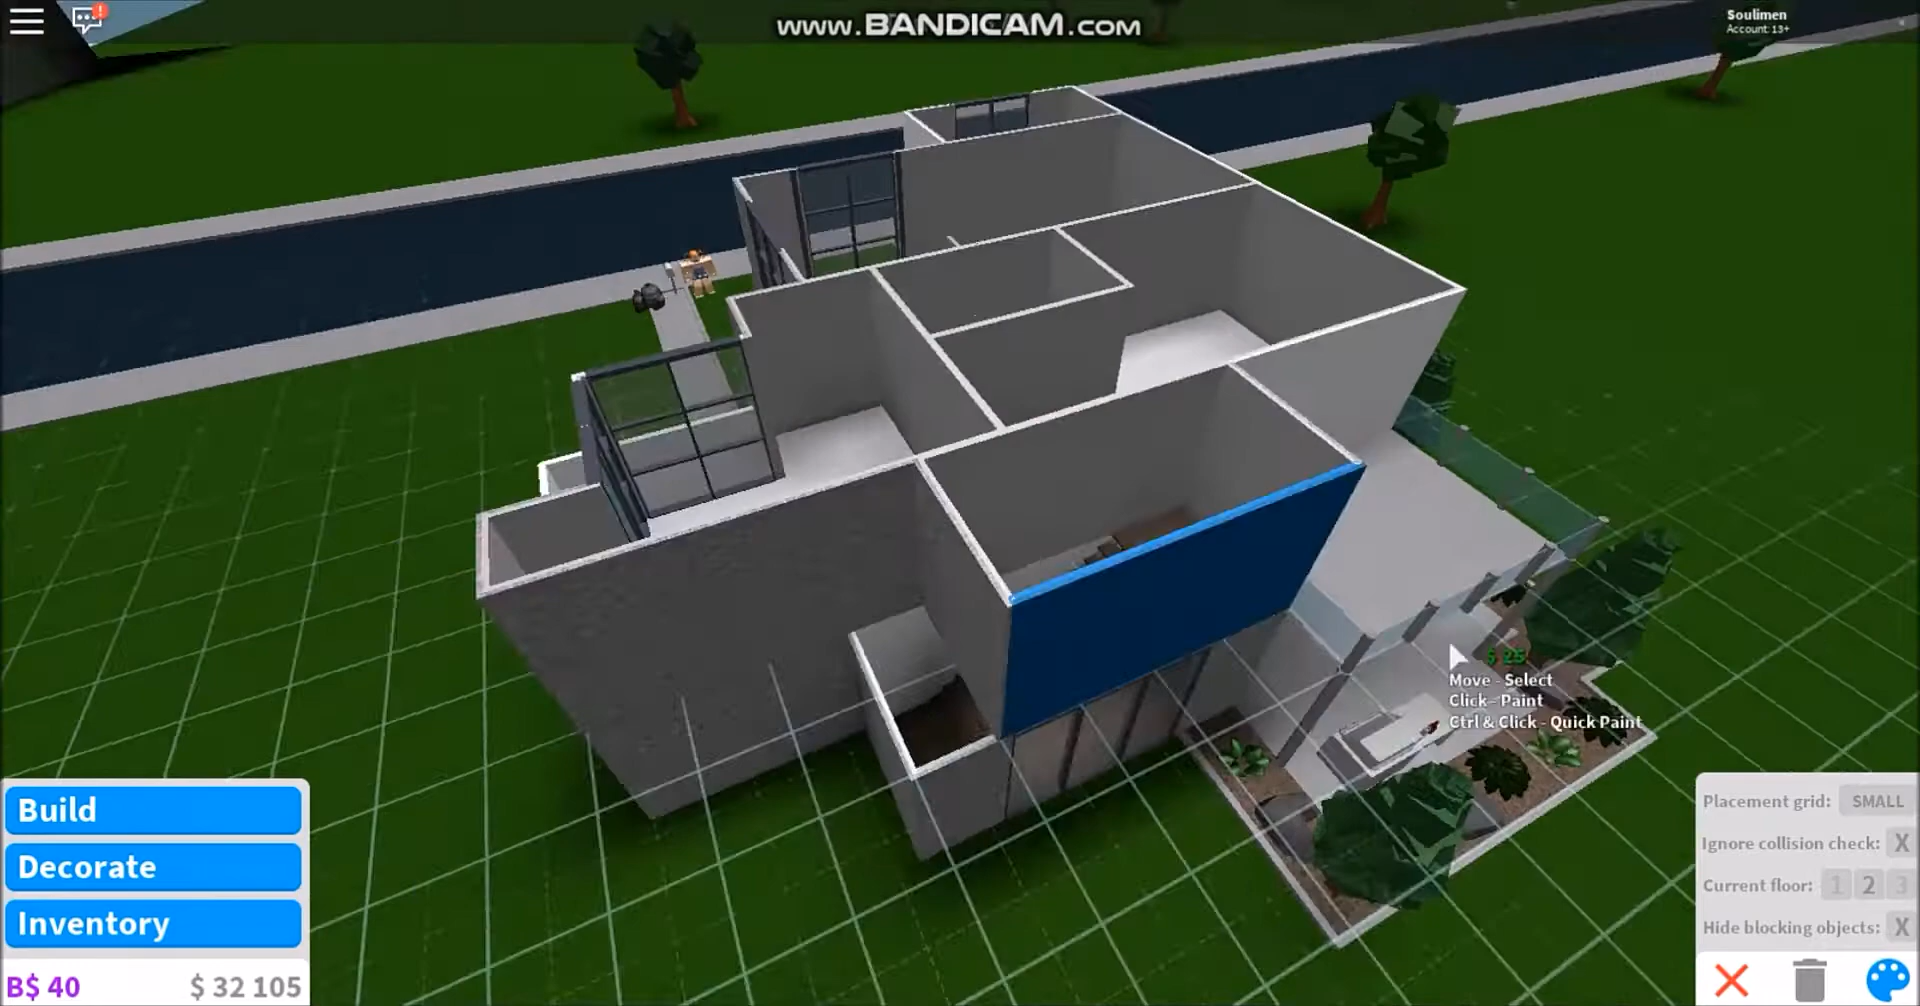 www.BANDICAM.com
Soulimen
Account: 13+
$ 25
Move - Select
Click - Paint
Ctrl & Click - Quick Paint
Build
Decorate
Inventory
B$ 40
$ 32 105
Placement grid: SMALL
Ignore collision check: X
Current floor: 1 2 3
Hide blocking objects: X